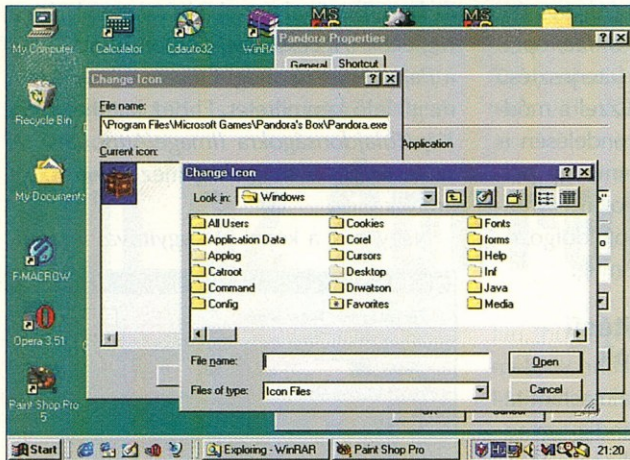 My Computer
Calculator
Cdauto32
WinRAR
Recycle Bin
My Documents
F-MACROW
Opera 3.51
Paint Shop Pro
5
Pandora Properties
General Shortcut
Application
Change Icon
File name:
\Program Files\Microsoft Games\Pandora's Box\Pandora.exe
Current icon:
Change Icon
Look in: Windows
All Users
Application Data
Applog
Catroot
Command
Config
Cookies
Corel
Cursors
Desktop
Drwatson
Favorites
Fonts
forms
Help
Inf
Java
Media
File name:
Open
Files of type: Icon Files
Cancel
Start
Exploring - WinRAR
Paint Shop Pro
21:20